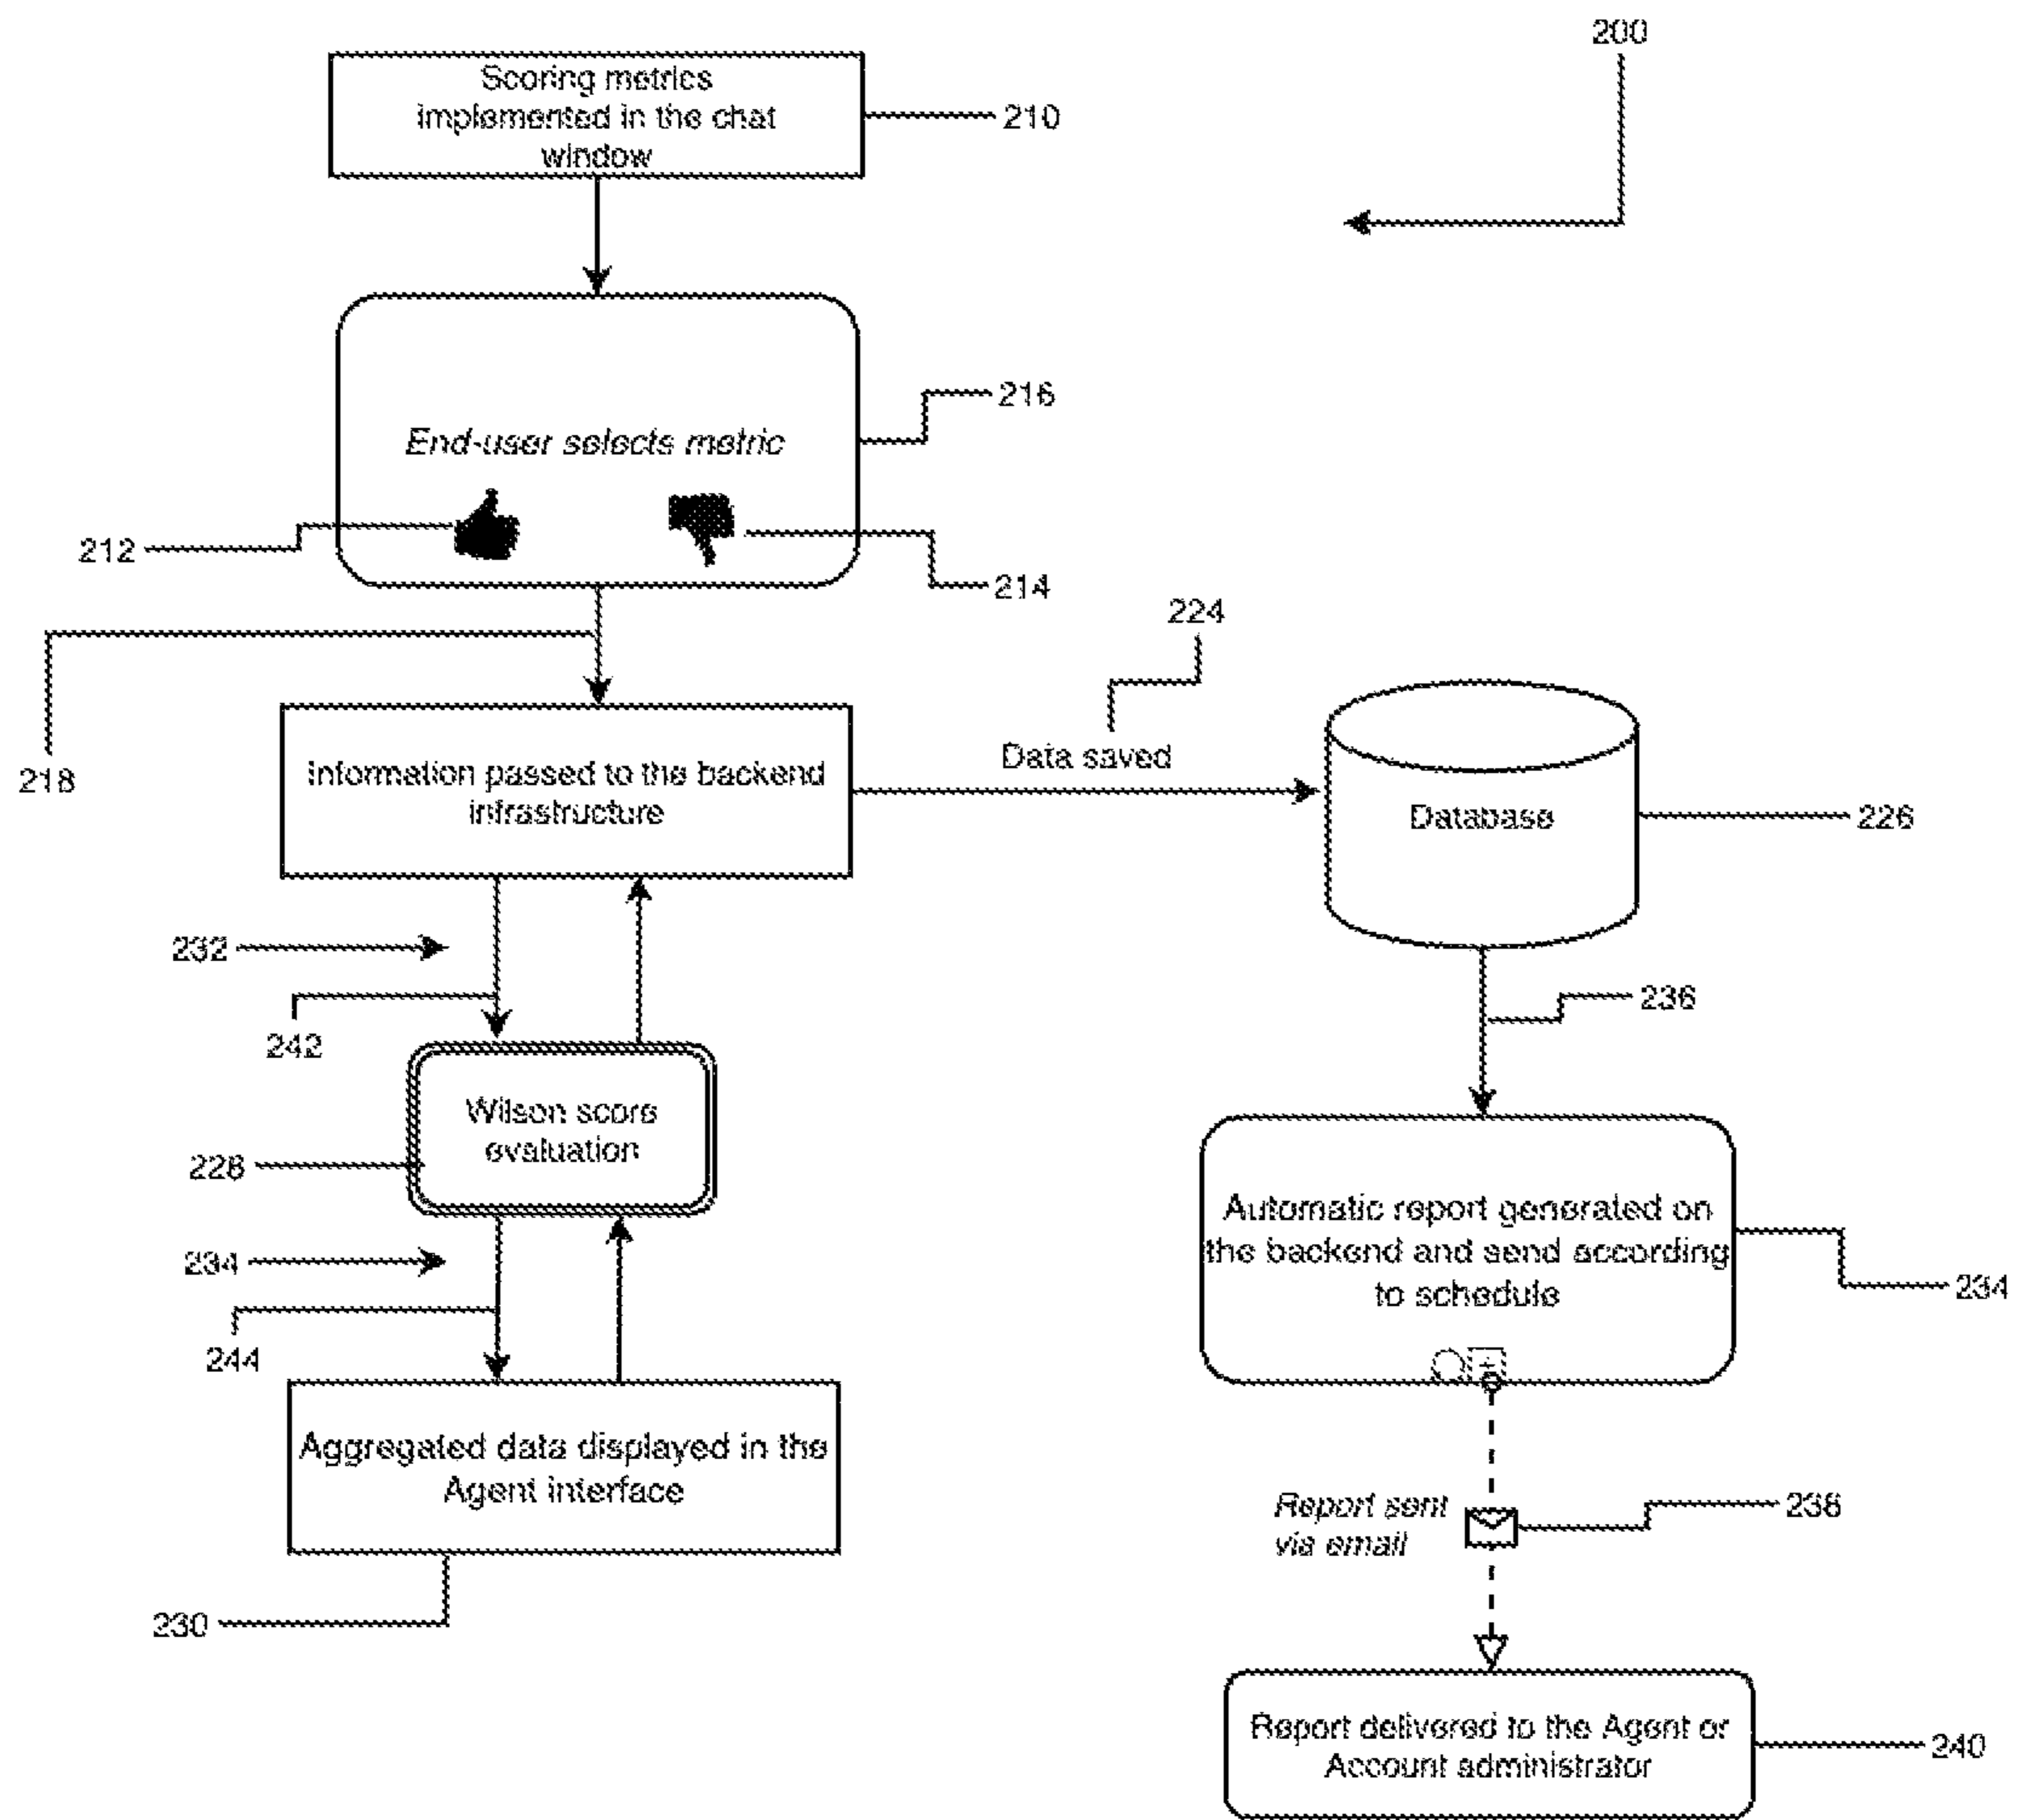 200
Scoring metrics
implemented in the chat
window
210
216
End-user selects metric
212
214
224
218
Information passed to the backend
infrastructure
Data saved
Database
226
232
236
242
Wilson score
evaluation
228
Automatic report generated on
the backend and send according
to schedule
234
234
244
Aggregated data displayed in the
Agent interface
Report sent
via email
238
230
Report delivered to the Agent or
Account administrator
240